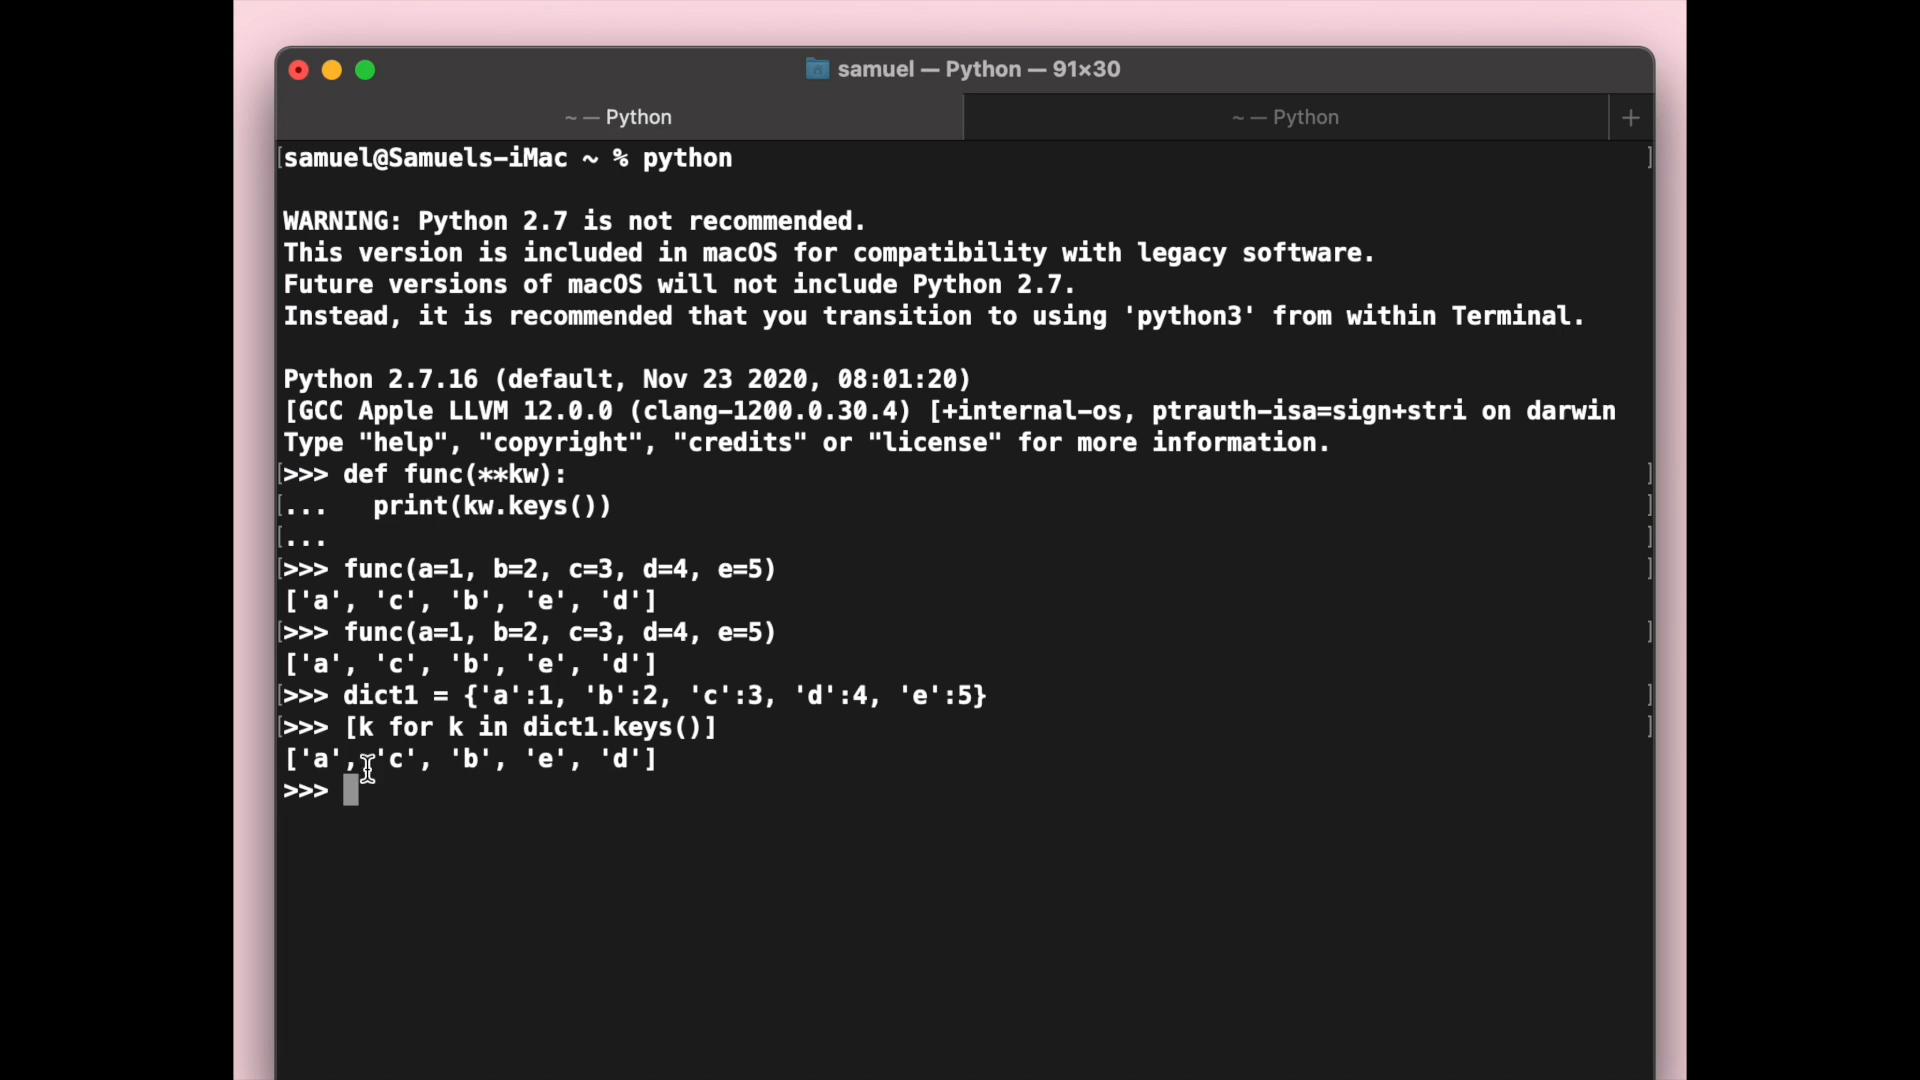 samuel — Python — 91×30
~ — Python
~ — Python
+
[samuel@Samuels-iMac ~ % python ]
WARNING: Python 2.7 is not recommended.
This version is included in macOS for compatibility with legacy software.
Future versions of macOS will not include Python 2.7.
Instead, it is recommended that you transition to using 'python3' from within Terminal.
Python 2.7.16 (default, Nov 23 2020, 08:01:20)
[GCC Apple LLVM 12.0.0 (clang-1200.0.30.4) [+internal-os, ptrauth-isa=sign+stri on darwin
Type "help", "copyright", "credits" or "license" for more information.
[>>> def func(**kw): ]
[...   print(kw.keys()) ]
[... ]
[>>> func(a=1, b=2, c=3, d=4, e=5) ]
['a', 'c', 'b', 'e', 'd']
[>>> func(a=1, b=2, c=3, d=4, e=5) ]
['a', 'c', 'b', 'e', 'd']
[>>> dict1 = {'a':1, 'b':2, 'c':3, 'd':4, 'e':5} ]
[>>> [k for k in dict1.keys()] ]
['a', 'c', 'b', 'e', 'd']
>>>